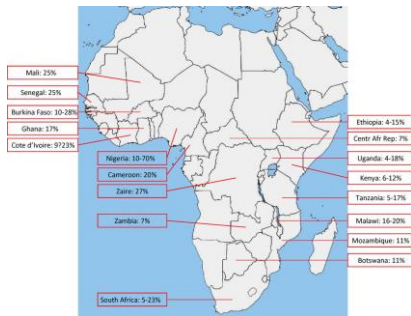 Mali: 25%
Senegal: 25%
Burkina Faso: 10-28%
Ghana: 17%
Cote d'Ivoire: 9?23%
Nigeria: 10-70%
Cameroon: 20%
Zaire: 27%
Zambia: 7%
South Africa: 5-23%
Ethiopia: 4-15%
Centr Afr Rep: 7%
Uganda: 4-18%
Kenya: 6-12%
Tanzania: 5-17%
Malawi: 16-20%
Mozambique: 11%
Botswana: 11%